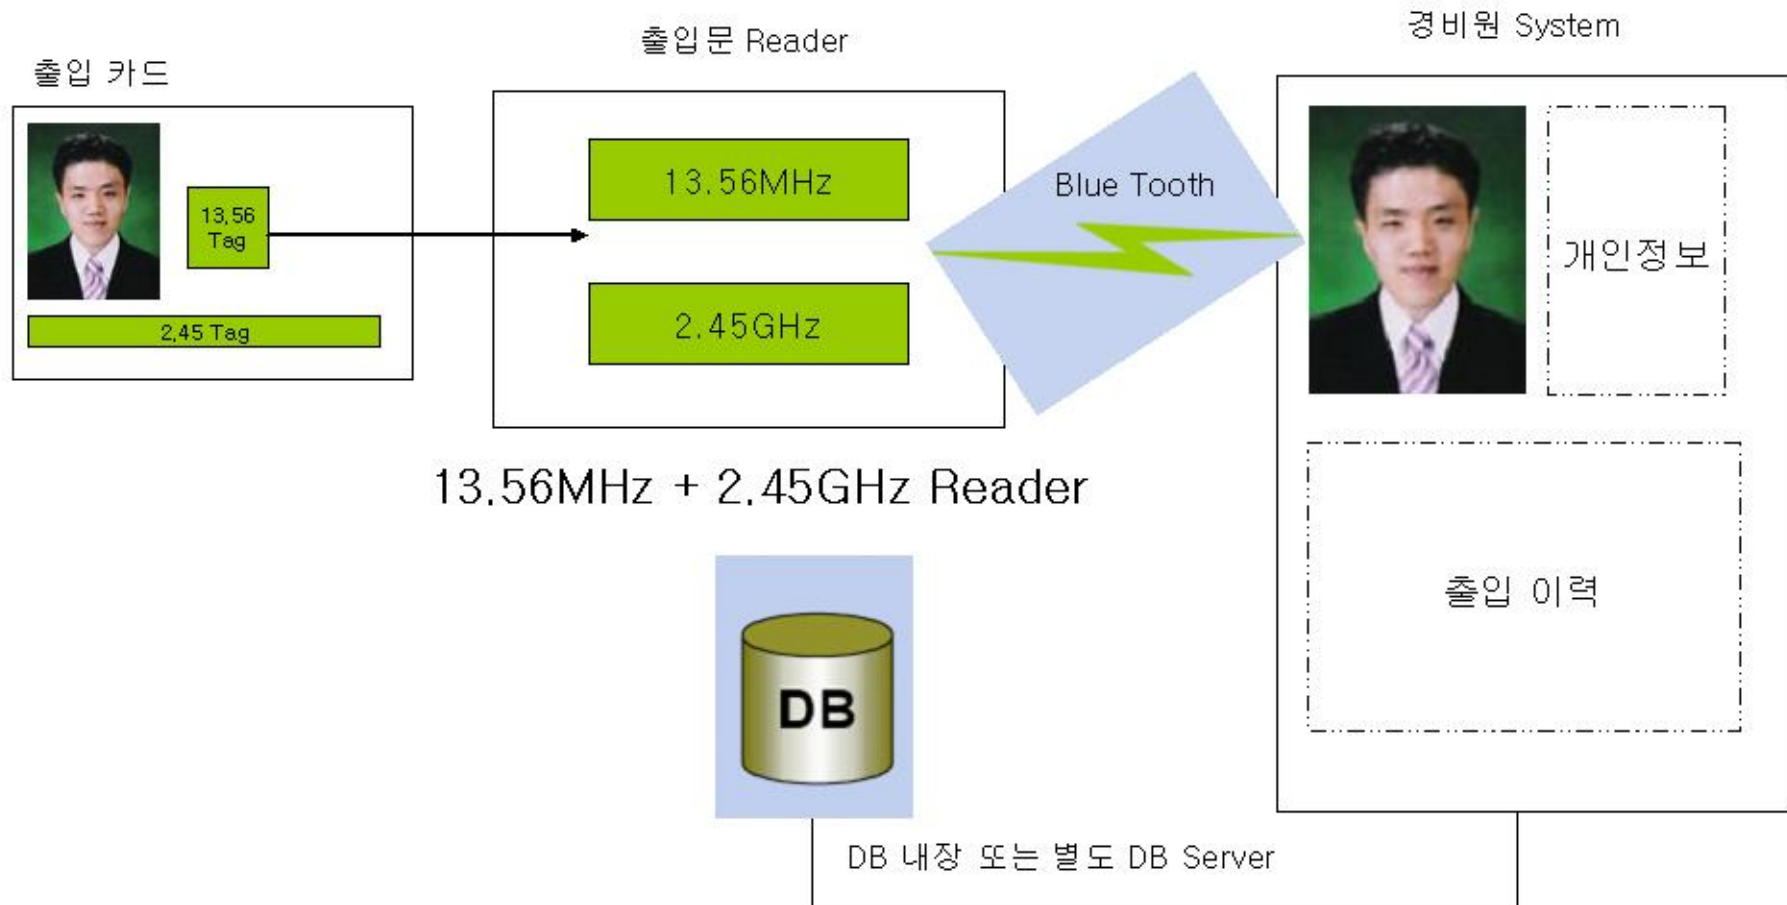 출입 카드
13.56
Tag
2.45 Tag
출입문 Reader
13.56MHz
2.45GHz
13.56MHz + 2.45GHz Reader
Blue Tooth
경비원 System
개인정보
출입 이력
DB
DB 내장 또는 별도 DB Server